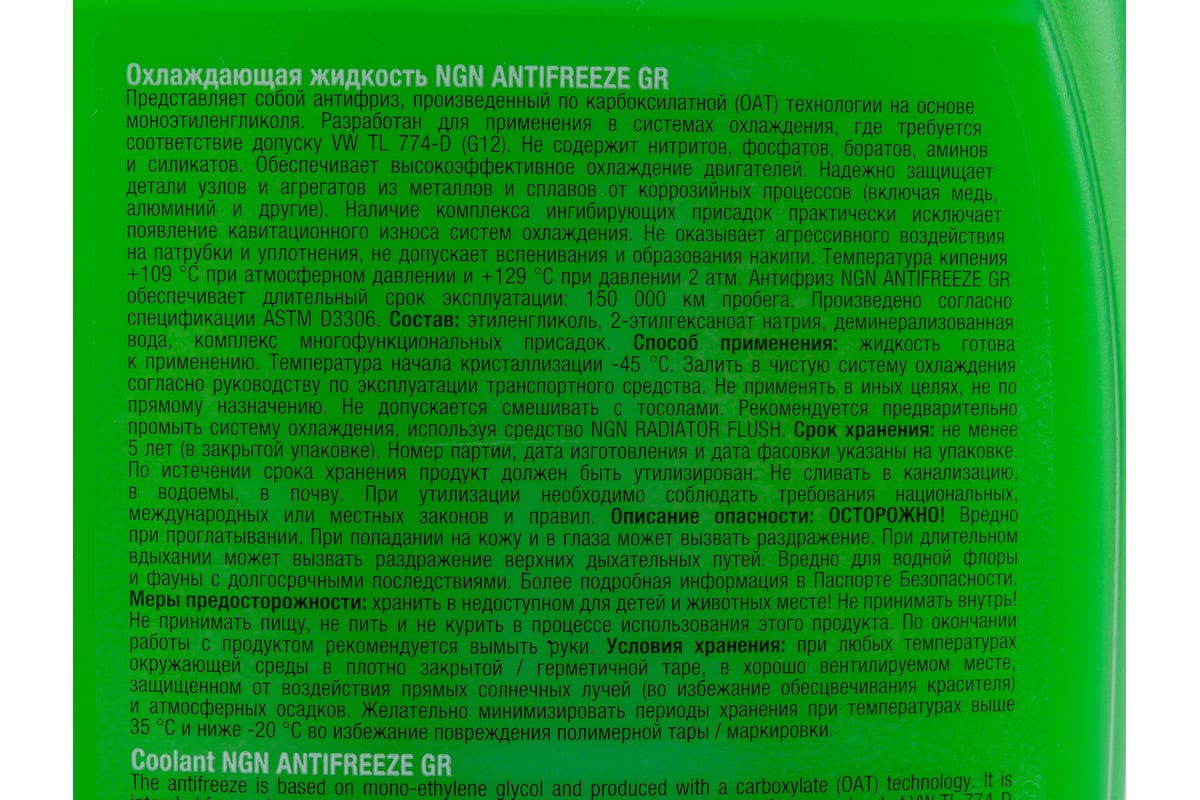 Охлаждающая жидкость NGN ANTIFREEZE GR
Представляет собой антифриз, произведенный по карбоксилатной (OAT) технологии на основе
моноэтиленгликоля. Разработан для применения в системах охлаждения, где требуется
соответствие допуску VW TL 774-D (G12). Не содержит нитритов, фосфатов, боратов, аминов
и силикатов. Обеспечивает высокоэффективное охлаждение двигателей. Надежно защищает
детали узлов и агрегатов из металлов и сплавов от коррозийных процессов (включая медь,
алюминий и другие). Наличие комплекса ингибирующих присадок практически исключает
появление кавитационного износа систем охлаждения. Не оказывает агрессивного воздействия
на патрубки и уплотнения, не допускает вспенивания и образования накипи. Температура кипения
+109 °C при атмосферном давлении и +129 °C при давлении 2 атм. Антифриз NGN ANTIFREEZE GR
обеспечивает длительный срок эксплуатации: 150 000 км пробега. Произведено согласно
спецификации ASTM D3306. Состав: этиленгликоль, 2-этилгексаноат натрия, деминерализованная
вода, комплекс многофункциональных присадок. Способ применения: жидкость готова
к применению. Температура начала кристаллизации -45 °C. Залить в чистую систему охлаждения
согласно руководству по эксплуатации транспортного средства. Не применять в иных целях, не по
прямому назначению. Не допускается смешивать с тосолами. Рекомендуется предварительно
промыть систему охлаждения, используя средство NGN RADIATOR FLUSH. Срок хранения: не менее
5 лет (в закрытой упаковке). Номер партии, дата изготовления и дата фасовки указаны на упаковке.
По истечении срока хранения продукт должен быть утилизирован. Не сливать в канализацию,
в водоемы, в почву. При утилизации необходимо соблюдать требования национальных,
международных или местных законов и правил. Описание опасности: ОСТОРОЖНО! Вредно
при проглатывании. При попадании на кожу и в глаза может вызвать раздражение. При длительном
вдыхании может вызвать раздражение верхних дыхательных путей. Вредно для водной флоры
и фауны с долгосрочными последствиями. Более подробная информация в Паспорте Безопасности.
Меры предосторожности: хранить в недоступном для детей и животных месте! Не принимать внутрь!
Не принимать пищу, не пить и не курить в процессе использования этого продукта. По окончании
работы с продуктом рекомендуется вымыть руки. Условия хранения: при любых температурах
окружающей среды в плотно закрытой / герметичной таре, в хорошо вентилируемом месте,
защищенном от воздействия прямых солнечных лучей (во избежание обесцвечивания красителя)
и атмосферных осадков. Желательно минимизировать периоды хранения при температурах выше
35 °C и ниже -20 °C во избежание повреждения полимерной тары / маркировки.
Coolant NGN ANTIFREEZE GR
The antifreeze is based on mono-ethylene glycol and produced with a carboxylate (OAT) technology. It is
VW TL 774-D